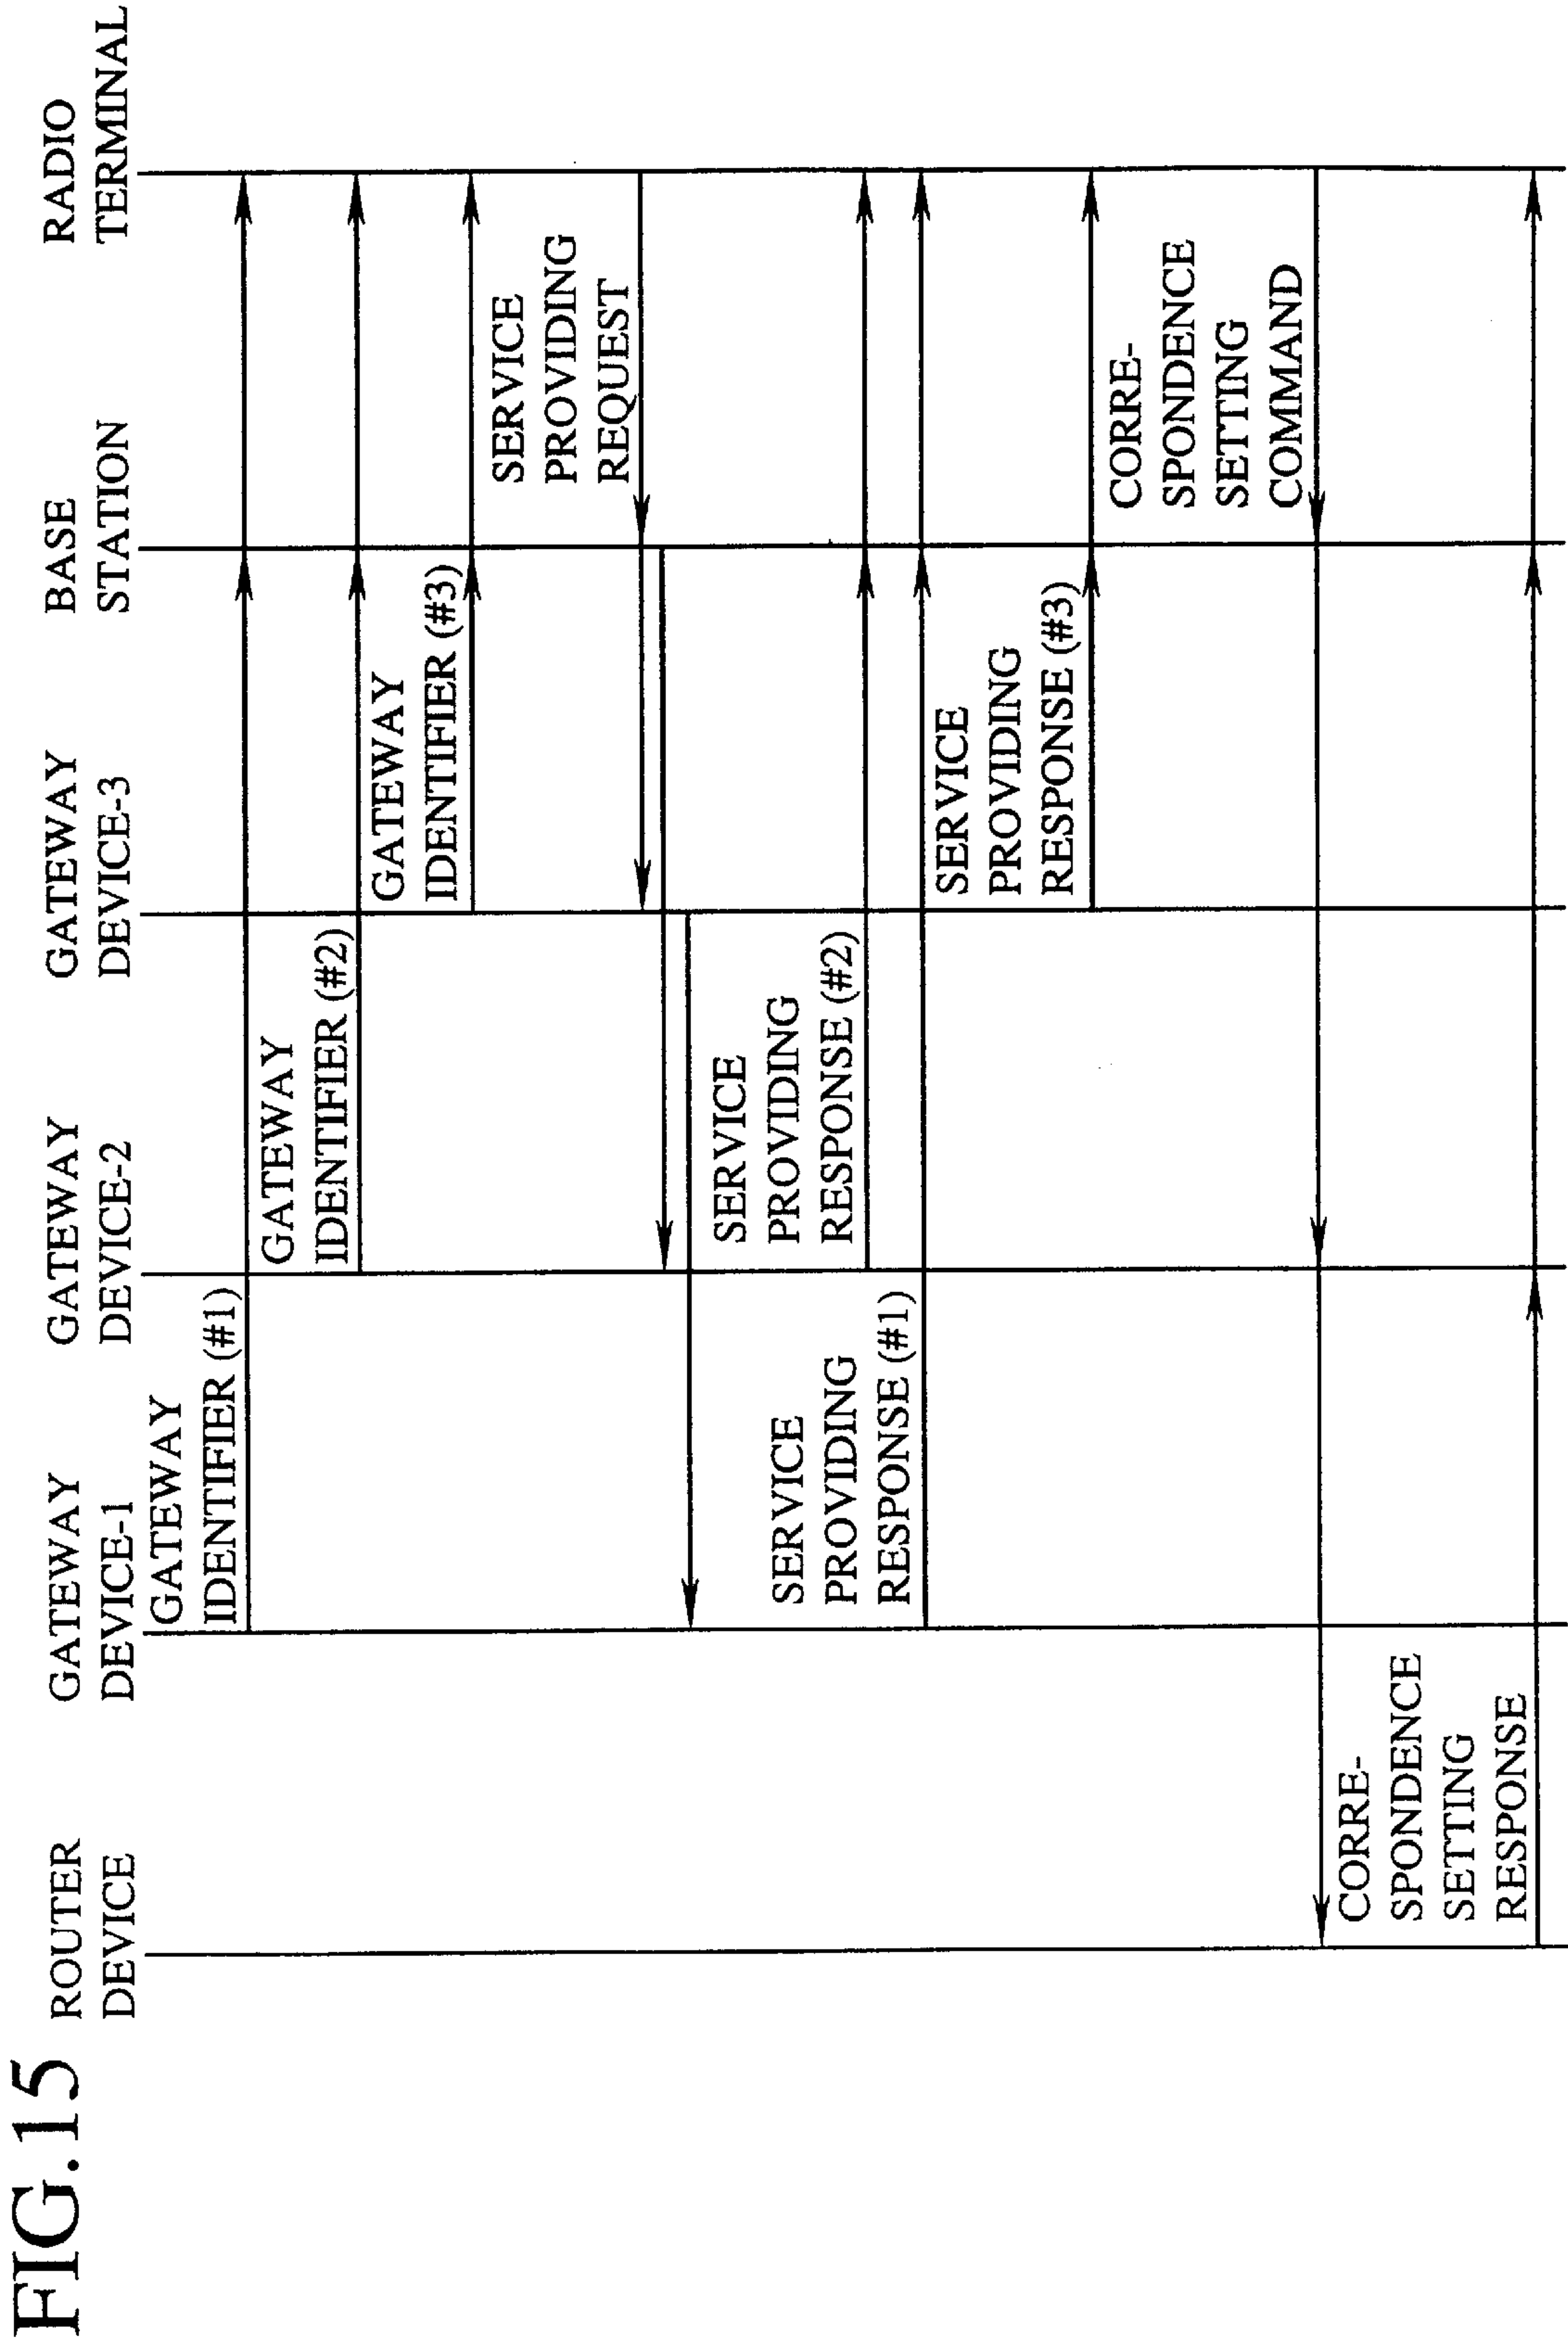 FIG.15
ROUTER
DEVICE
GATEWAY
DEVICE-1
GATEWAY
DEVICE-2
GATEWAY
DEVICE-3
BASE
STATION
RADIO
TERMINAL
GATEWAY
IDENTIFIER (#1)
GATEWAY
IDENTIFIER (#2)
GATEWAY
IDENTIFIER (#3)
SERVICE
PROVIDING
REQUEST
SERVICE
PROVIDING
RESPONSE (#2)
SERVICE
PROVIDING
RESPONSE (#1)
SERVICE
PROVIDING
RESPONSE (#3)
CORRE-
SPONDENCE
SETTING
COMMAND
CORRE-
SPONDENCE
SETTING
RESPONSE